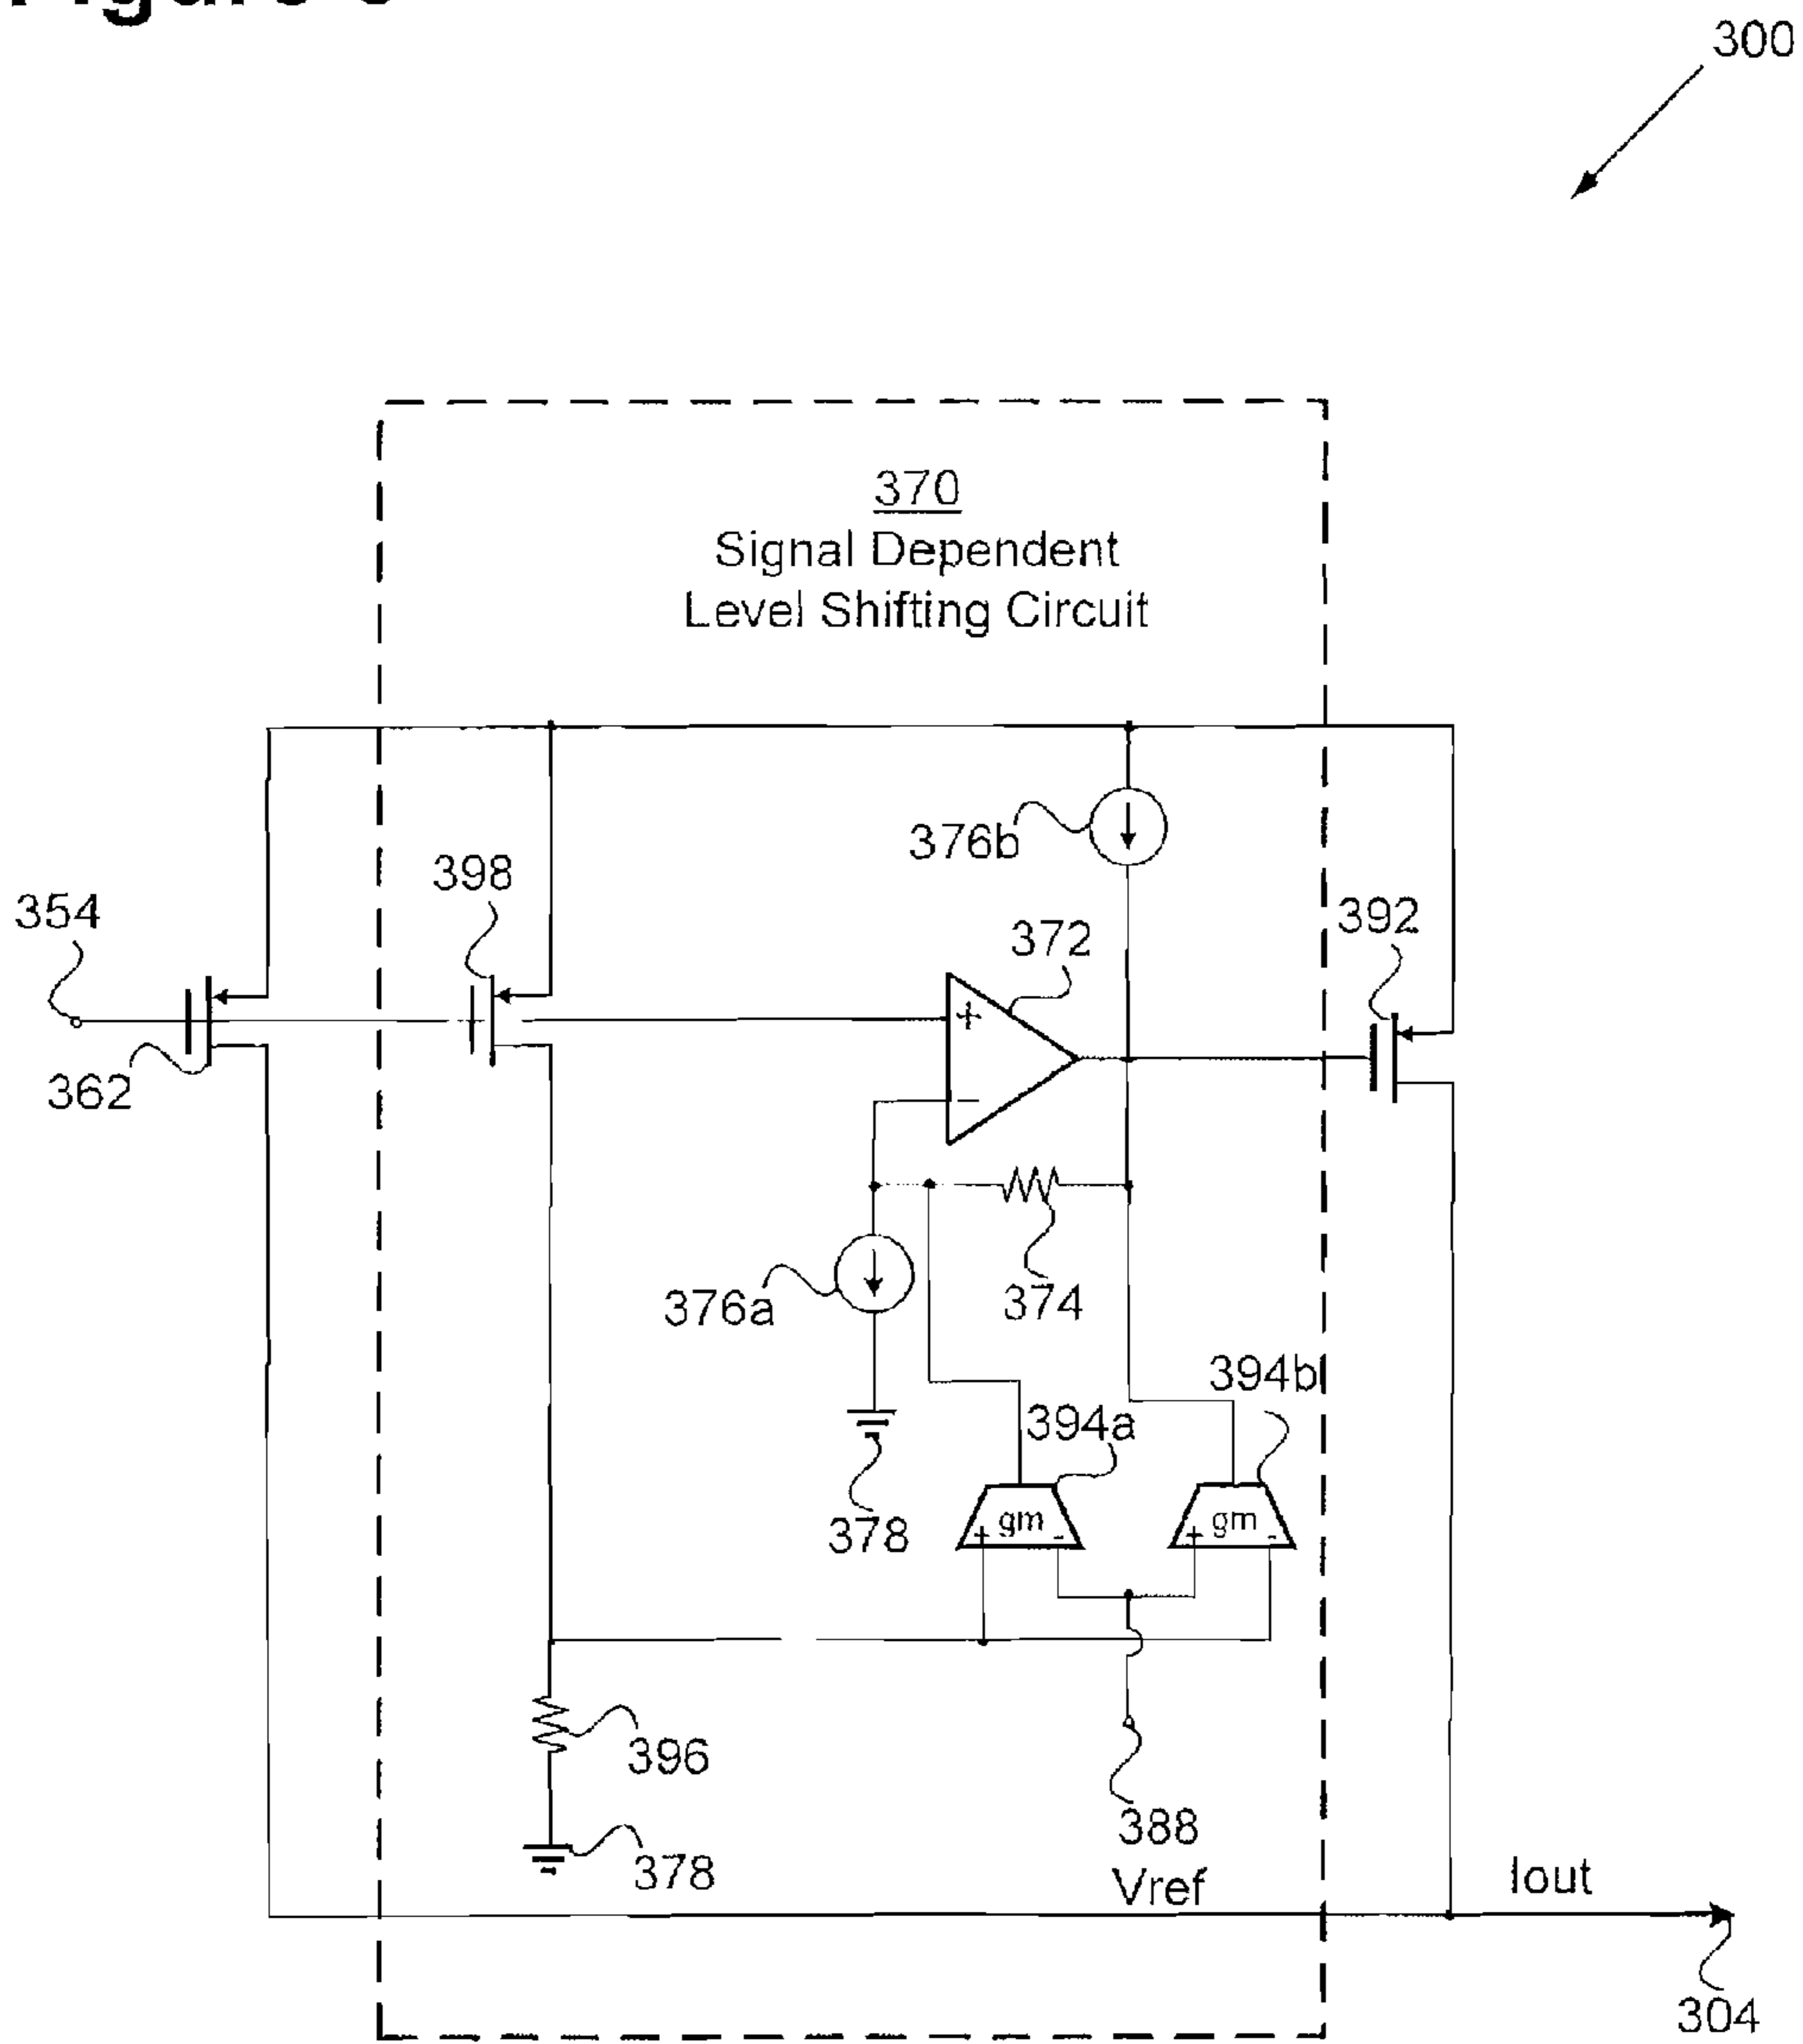 300
370
Signal Dependent
Level Shifting Circuit
376b
398
354
392
372
+
362
-
376a
374
394b
394a
378
+ gm -
+ gm -
396
388
378
Vref
Iout
304